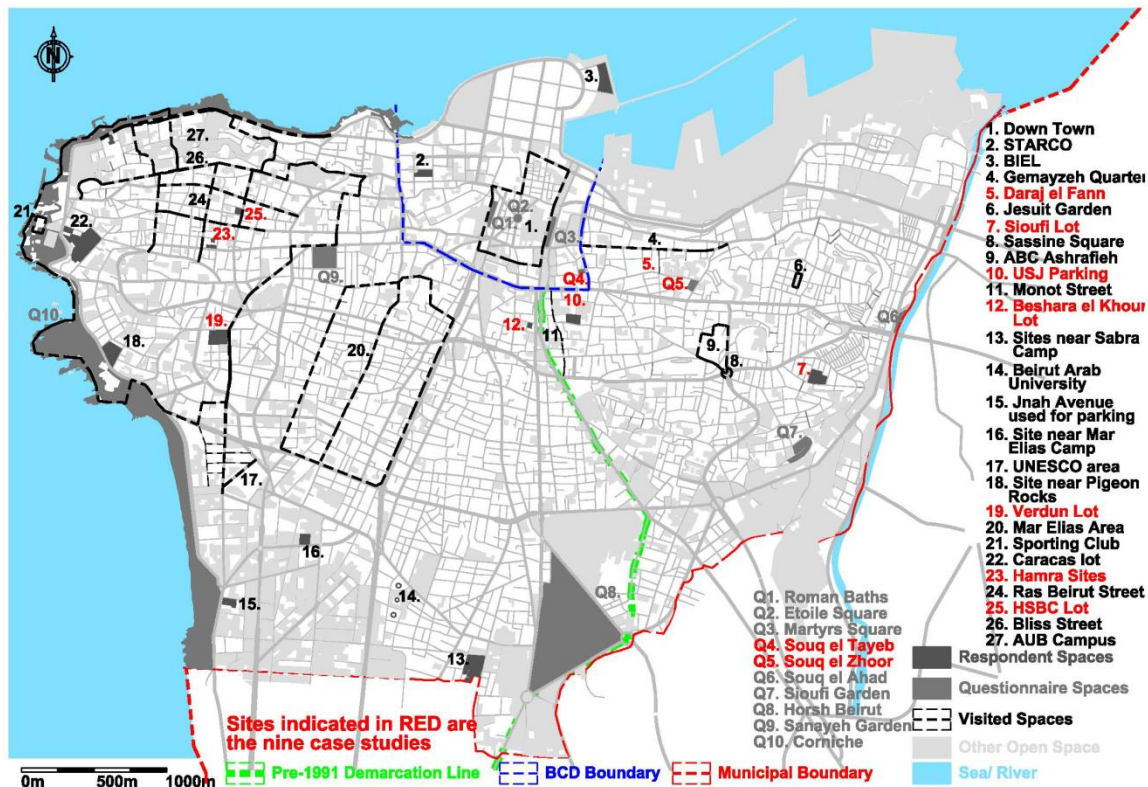 N
3.
27.
26.
2.
24.
25.
Q2.
Q1.
1.
21.
22.
23.
Q3.
4.
Q9.
Q4.
5.
Q5.
6.
10.
Q10.
19.
12.
11.
Q6.
18.
20.
9.
8.
7.
Q7.
17.
16.
15.
14.
Q8.
13.
1. Down Town
2. STARCO
3. BIEL
4. Gemayzeh Quarter
5. Daraj el Fann
6. Jesuit Garden
7. Sioufi Lot
8. Sassine Square
9. ABC Ashrafieh
10. USJ Parking
11. Monot Street
12. Beshara el Khour
Lot
13. Sites near Sabra
Camp
14. Beirut Arab
University
15. Jnah Avenue
used for parking
16. Site near Mar
Elias Camp
17. UNESCO area
18. Site near Pigeon
Rocks
19. Verdun Lot
20. Mar Elias Area
21. Sporting Club
22. Caracas lot
23. Hamra Sites
24. Ras Beirut Street
25. HSBC Lot
26. Bliss Street
27. AUB Campus
Q1. Roman Baths
Q2. Etoile Square
Q3. Martyrs Square
Q4. Souq el Tayeb
Q5. Souq el Zhoor
Q6. Souq el Ahad
Q7. Sioufi Garden
Q8. Horsh Beirut
Q9. Sanayeh Garden
Q10. Corniche
Respondent Spaces
Questionnaire Spaces
Visited Spaces
Other Open Space
Sea/ River
Sites indicated in RED are
the nine case studies
0m 500m 1000m
Pre-1991 Demarcation Line
BCD Boundary
Municipal Boundary